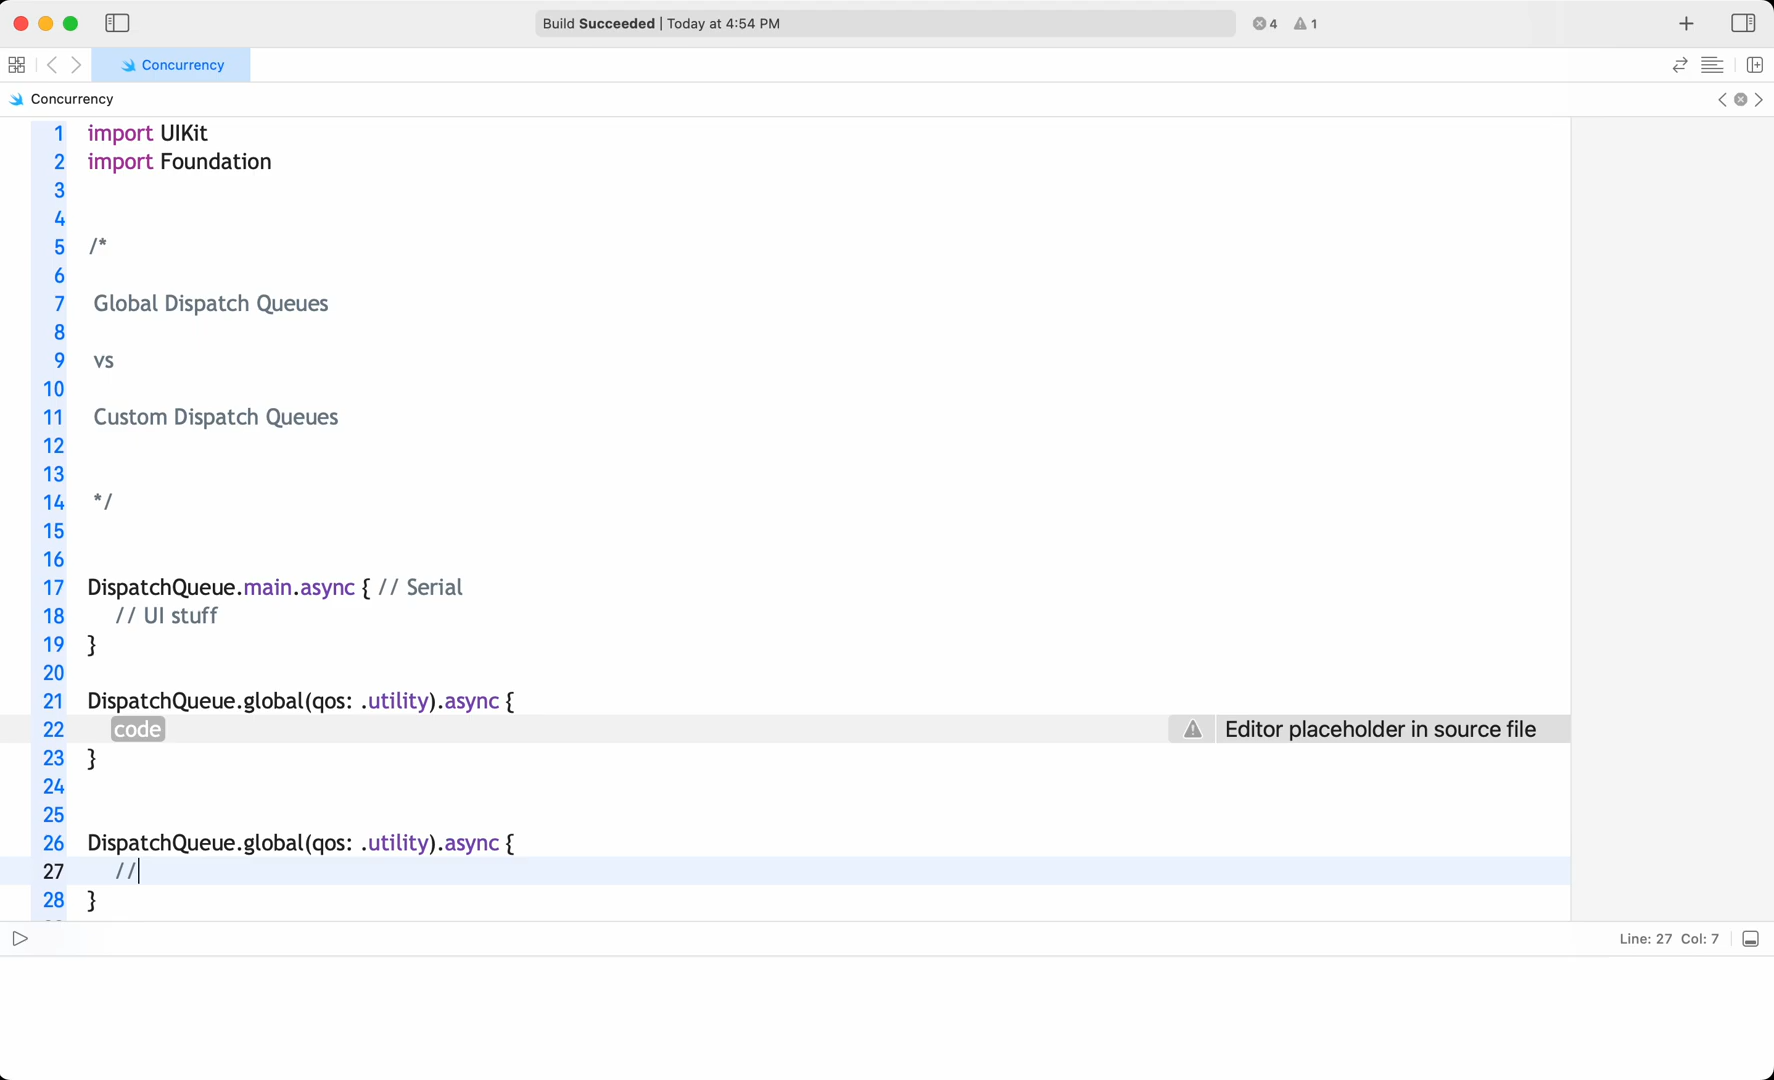 Build Succeeded | Today at 4:54 PM
4
1
Concurrency
Concurrency
1 import UIKit
2 import Foundation
3
4
5 /*
6
7 Global Dispatch Queues
8
9 vs
10
11 Custom Dispatch Queues
12
13
14 */
15
16
17 DispatchQueue.main.async { // Serial
18 // UI stuff
19 }
20
21 DispatchQueue.global(qos: .utility).async {
22 code Editor placeholder in source file
23 }
24
25
26 DispatchQueue.global(qos: .utility).async {
27 //
28 }
Line: 27 Col: 7